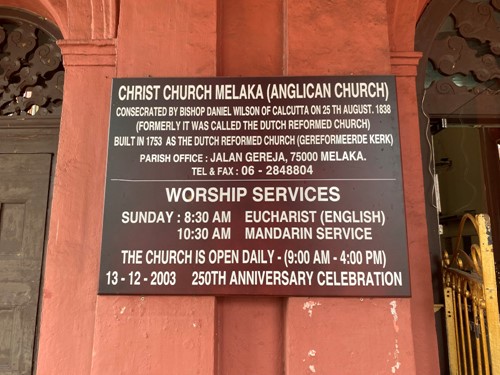 CHRIST CHURCH MELAKA (ANGLICAN CHURCH)
CONSECRATED BY BISHOP DANIEL WILSON OF CALCUTTA ON 25 TH AUGUST. 1838
(FORMERLY IT WAS CALLED THE DUTCH REFORMED CHURCH)
BUILT IN 1753 AS THE DUTCH REFORMED CHURCH (GEREFORMEERDE KERK)
PARISH OFFICE : JALAN GEREJA, 75000 MELAKA.
TEL & FAX : 06 - 2848804
WORSHIP SERVICES
SUNDAY : 8:30 AM EUCHARIST (ENGLISH)
10:30 AM MANDARIN SERVICE
THE CHURCH IS OPEN DAILY - (9:00 AM - 4:00 PM)
13 - 12 - 2003 250TH ANNIVERSARY CELEBRATION